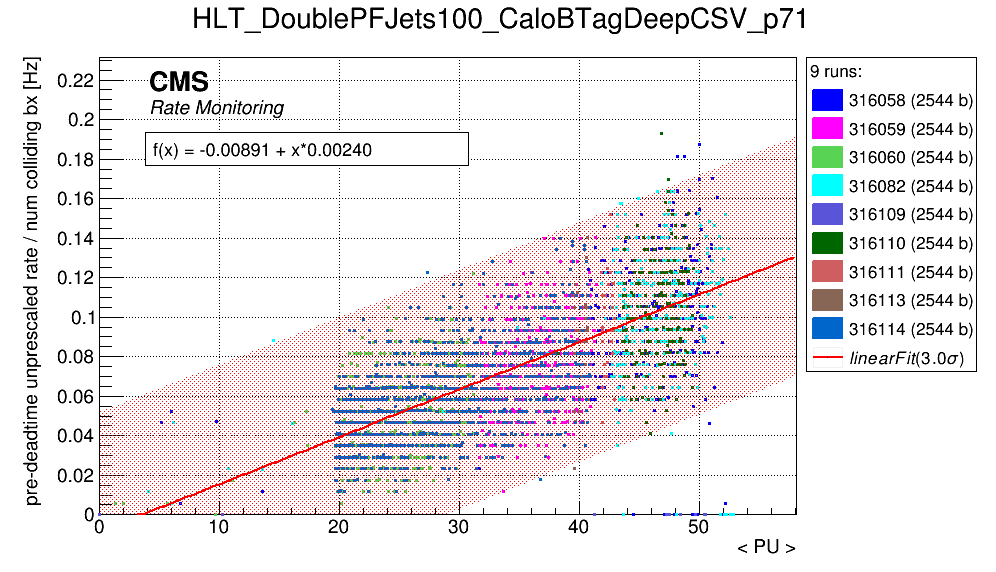 HLT_DoublePFJets100_CaloBTagDeepCSV_p71
pre-deadtime unprescaled rate / num colliding bx [Hz]
0.22
0.2
0.18
0.16
0.14
0.12
0.1
0.08
0.06
0.04
0.02
0
CMS
Rate Monitoring
f(x) = -0.00891 + x*0.00240
0 10 20 30 40 50
< PU >
9 runs:
316058 (2544 b)
316059 (2544 b)
316060 (2544 b)
316082 (2544 b)
316109 (2544 b)
316110 (2544 b)
316111 (2544 b)
316113 (2544 b)
316114 (2544 b)
linearFit(3.0σ)